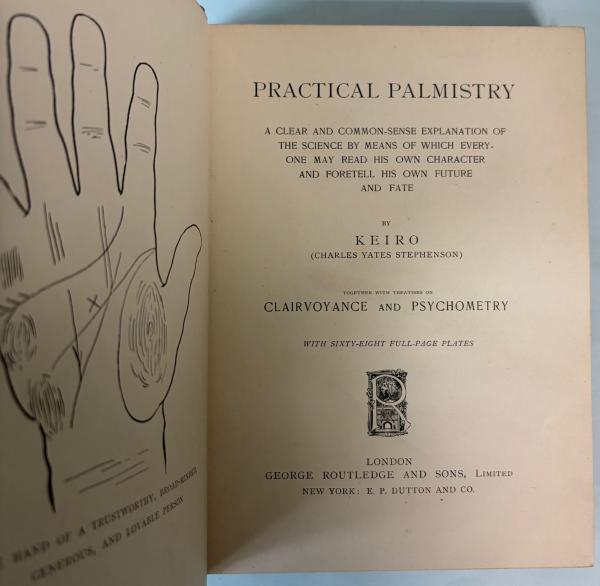 HAND OF A TRUSTWORTHY, BROAD-MINDED,
GENEROUS, AND LOVABLE PERSON
PRACTICAL PALMISTRY
A CLEAR AND COMMON-SENSE EXPLANATION OF
THE SCIENCE BY MEANS OF WHICH EVERY-
ONE MAY READ HIS OWN CHARACTER
AND FORETELL HIS OWN FUTURE
AND FATE
BY
KEIRO
(CHARLES YATES STEPHENSON)
TOGETHER WITH TREATISES ON
CLAIRVOYANCE AND PSYCHOMETRY
WITH SIXTY-EIGHT FULL-PAGE PLATES
R
LONDON
GEORGE ROUTLEDGE AND SONS, LIMITED
NEW YORK: E. P. DUTTON AND CO.